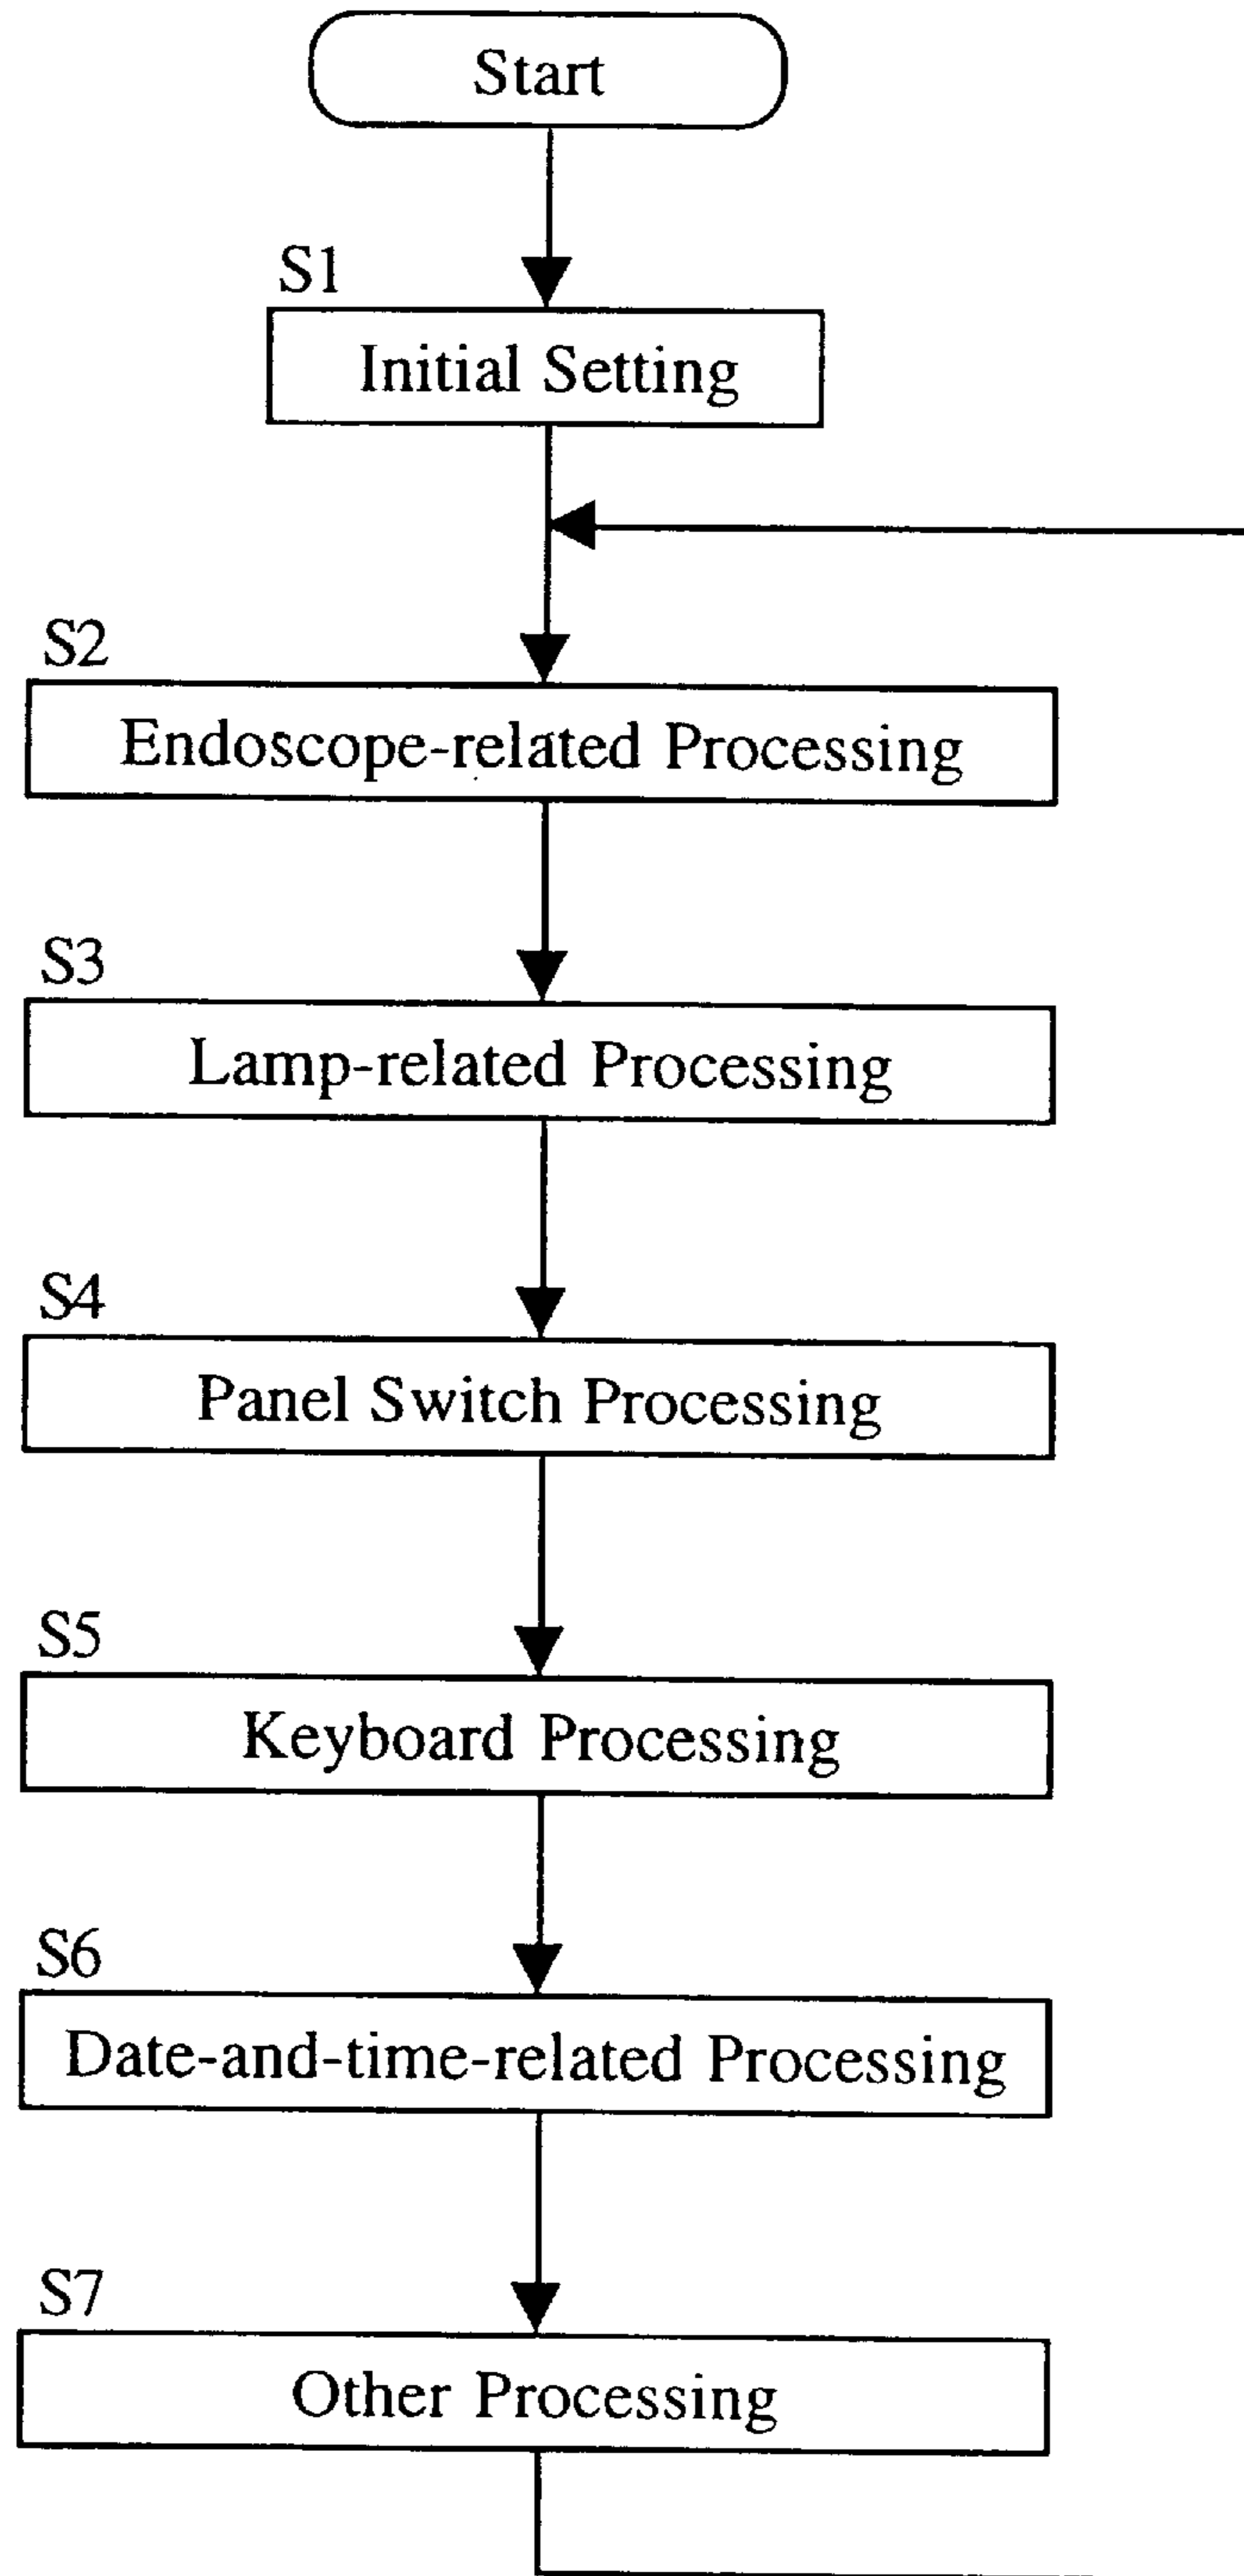 Start
S1
Initial Setting
S2
Endoscope-related Processing
S3
Lamp-related Processing
S4
Panel Switch Processing
S5
Keyboard Processing
S6
Date-and-time-related Processing
S7
Other Processing